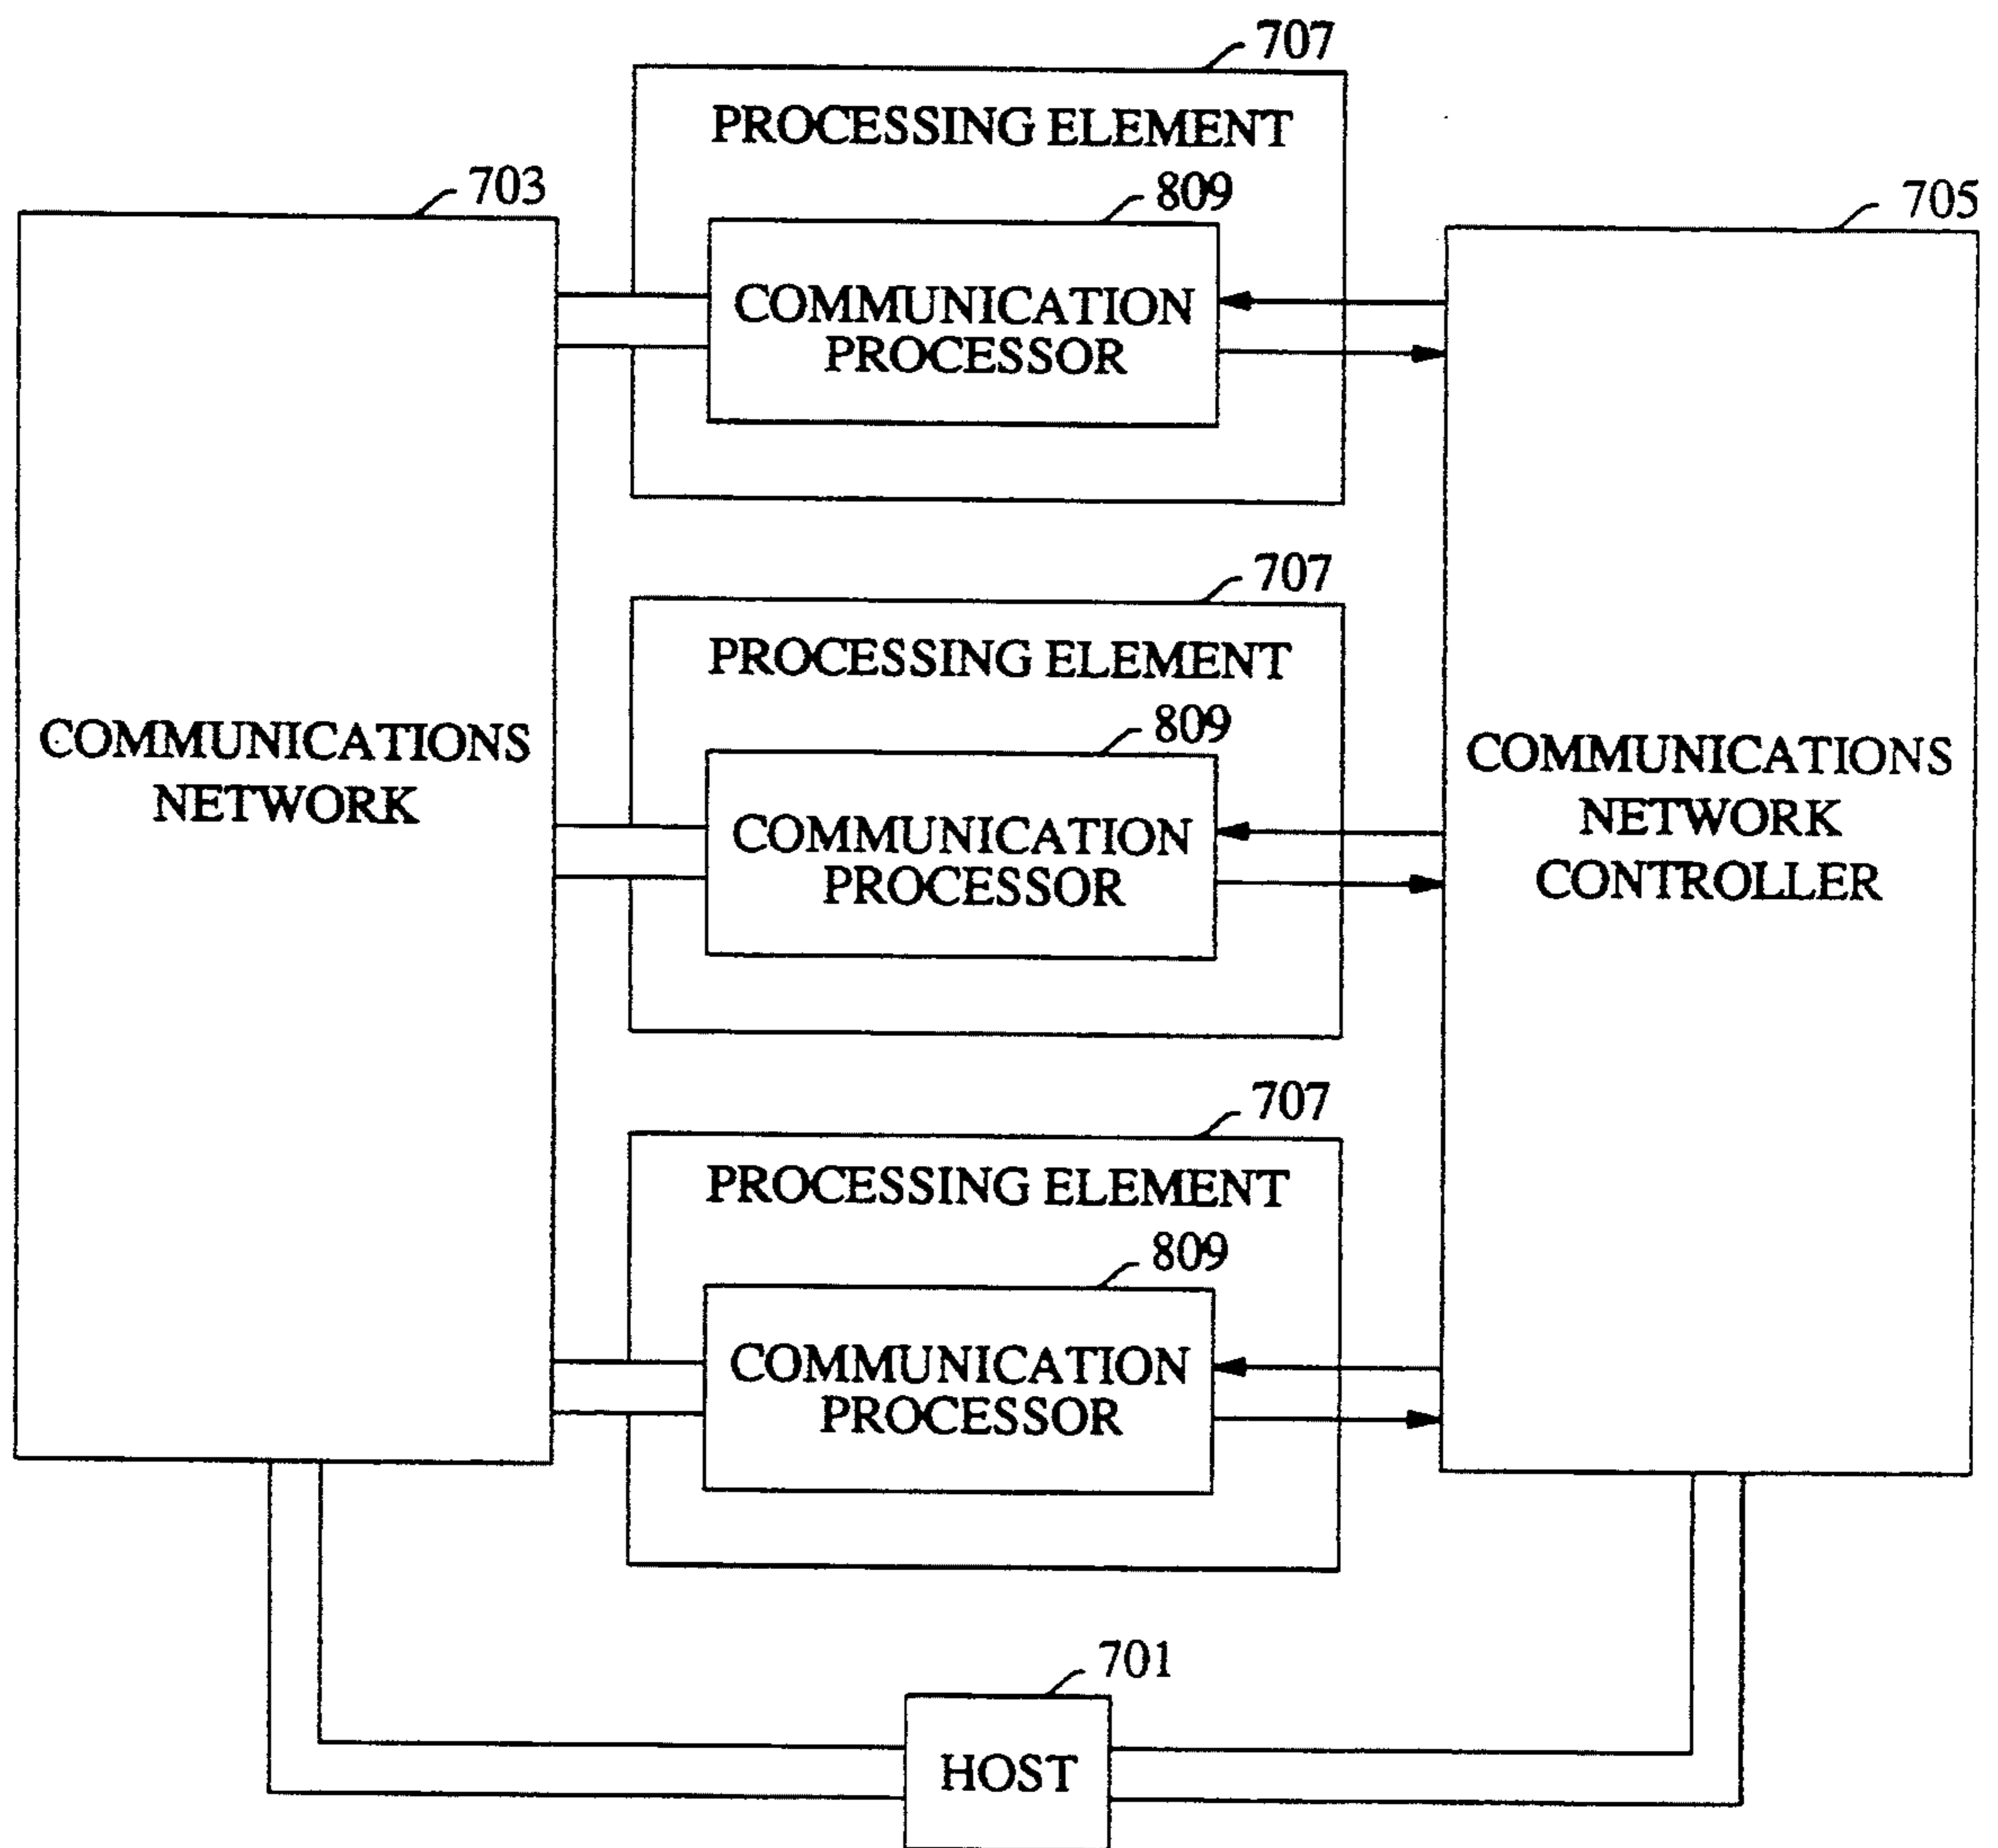 707
PROCESSING ELEMENT
703
809
705
COMMUNICATION
PROCESSOR
707
PROCESSING ELEMENT
809
COMMUNICATIONS
NETWORK
COMMUNICATION
PROCESSOR
COMMUNICATIONS
NETWORK
CONTROLLER
707
PROCESSING ELEMENT
809
COMMUNICATION
PROCESSOR
701
HOST